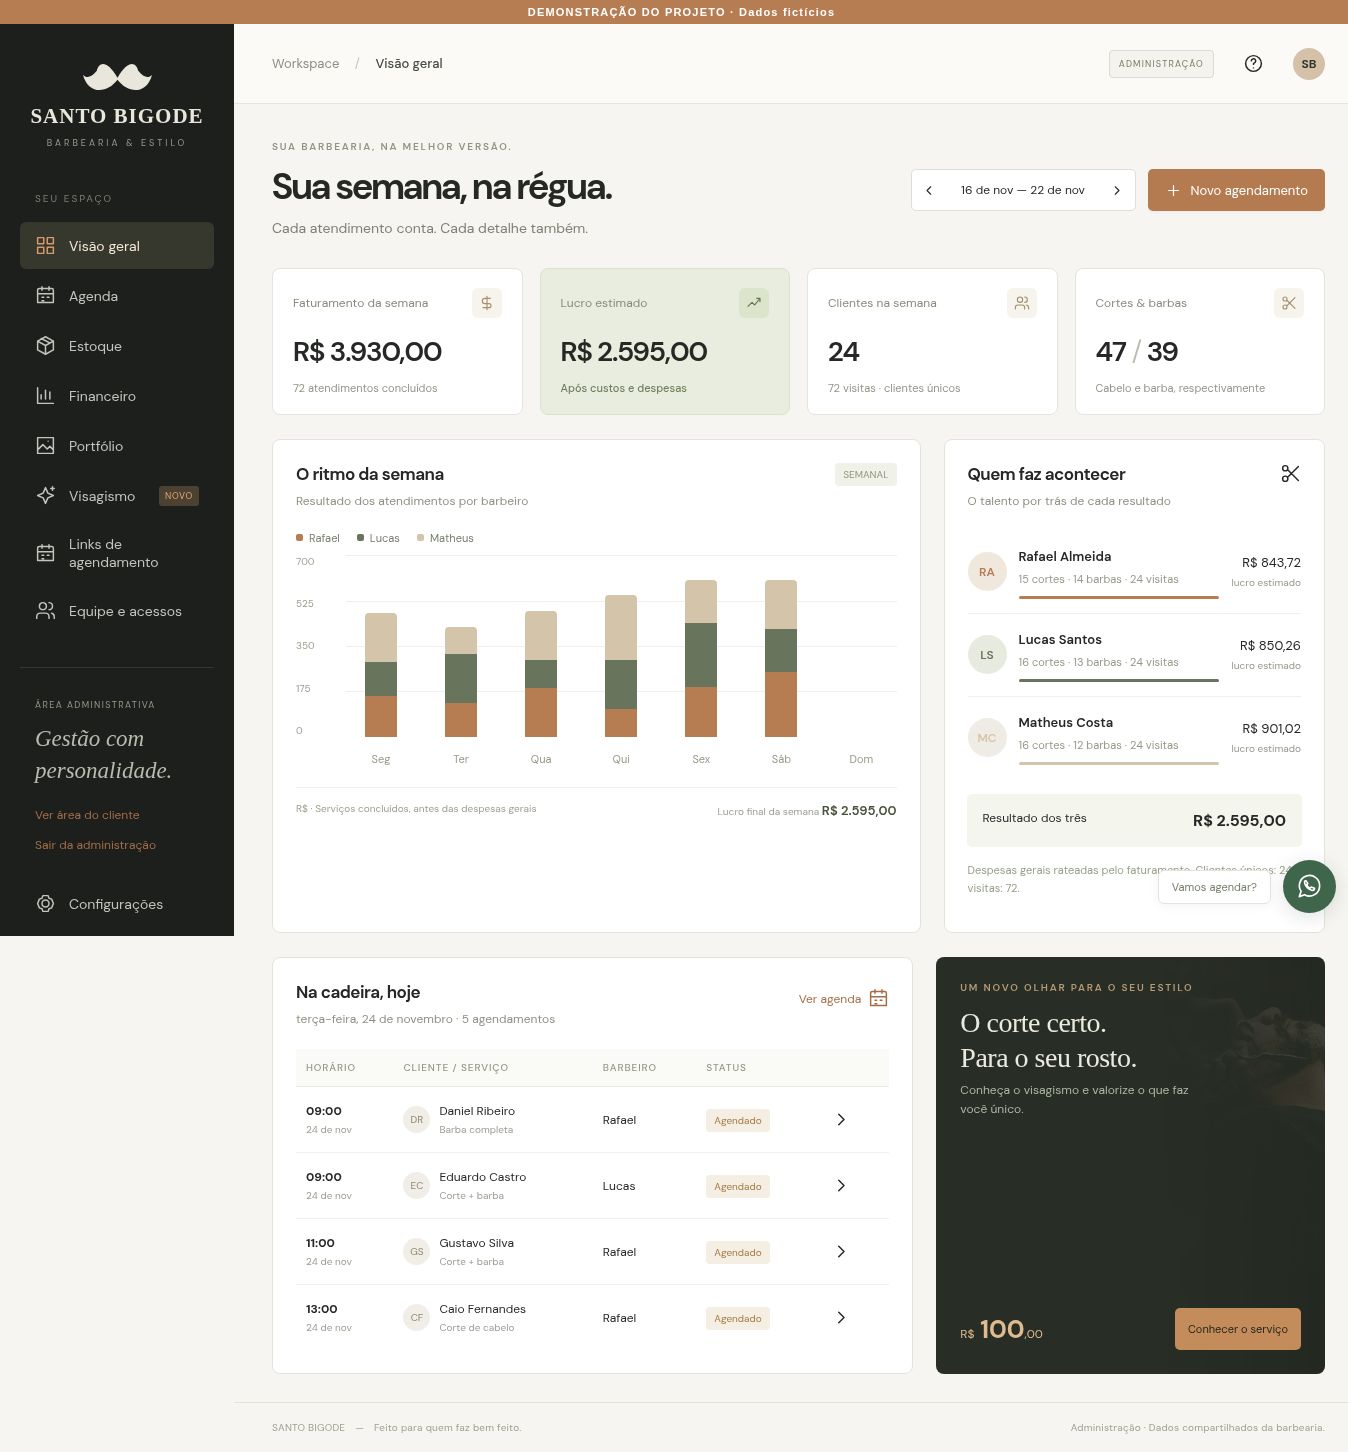 DEMONSTRAÇÃO DO PROJETO · Dados fictícios
SANTO BIGODE
BARBEARIA & ESTILO
SEU ESPAÇO
Visão geral
Agenda
Estoque
Financeiro
Portfólio
Visagismo NOVO
Links de
agendamento
Equipe e acessos
ÁREA ADMINISTRATIVA
Gestão com
personalidade.
Ver área do cliente
Sair da administração
Configurações
Workspace / Visão geral
ADMINISTRAÇÃO
SB
SUA BARBEARIA, NA MELHOR VERSÃO.
Sua semana, na régua.
Cada atendimento conta. Cada detalhe também.
16 de nov — 22 de nov
Novo agendamento
Faturamento da semana
R$ 3.930,00
72 atendimentos concluídos
Lucro estimado
R$ 2.595,00
Após custos e despesas
Clientes na semana
24
72 visitas · clientes únicos
Cortes & barbas
47 / 39
Cabelo e barba, respectivamente
O ritmo da semana
SEMANAL
Resultado dos atendimentos por barbeiro
Rafael Lucas Matheus
700
525
350
175
0
Seg Ter Qua Qui Sex Sáb Dom
R$ · Serviços concluídos, antes das despesas gerais
Lucro final da semana R$ 2.595,00
Quem faz acontecer
O talento por trás de cada resultado
RA
Rafael Almeida
15 cortes · 14 barbas · 24 visitas
R$ 843,72
lucro estimado
LS
Lucas Santos
16 cortes · 13 barbas · 24 visitas
R$ 850,26
lucro estimado
MC
Matheus Costa
16 cortes · 12 barbas · 24 visitas
R$ 901,02
lucro estimado
Resultado dos três R$ 2.595,00
Despesas gerais rateadas pelo faturamento. Clientes únicos: 24
visitas: 72.
Vamos agendar?
Na cadeira, hoje
terça-feira, 24 de novembro · 5 agendamentos
Ver agenda
HORÁRIO CLIENTE / SERVIÇO BARBEIRO STATUS
09:00
24 de nov
DR
Daniel Ribeiro
Barba completa
Rafael
Agendado
09:00
24 de nov
EC
Eduardo Castro
Corte + barba
Lucas
Agendado
11:00
24 de nov
GS
Gustavo Silva
Corte + barba
Rafael
Agendado
13:00
24 de nov
CF
Caio Fernandes
Corte de cabelo
Rafael
Agendado
UM NOVO OLHAR PARA O SEU ESTILO
O corte certo.
Para o seu rosto.
Conheça o visagismo e valorize o que faz
você único.
R$ 100,00
Conhecer o serviço
SANTO BIGODE — Feito para quem faz bem feito.
Administração · Dados compartilhados da barbearia.